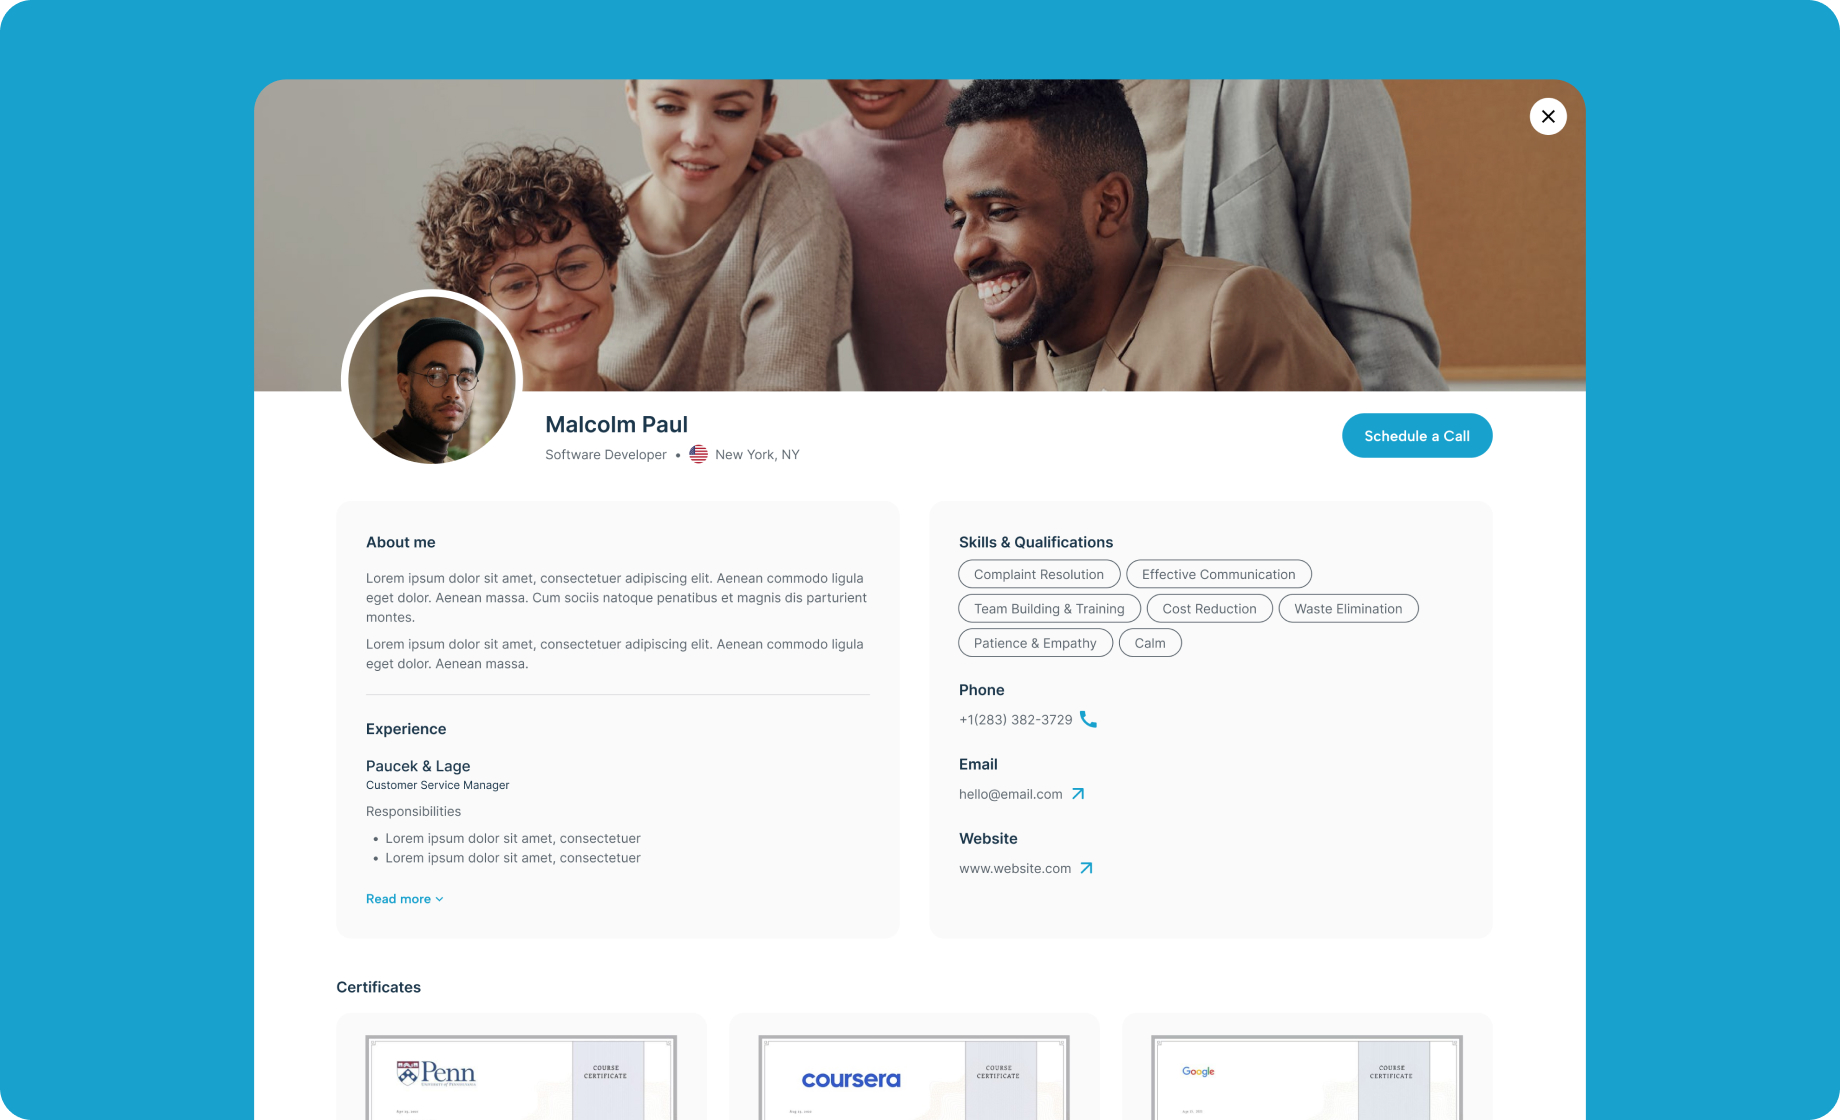 Malcolm Paul
Software Developer • New York, NY
Schedule a Call
About me
Lorem ipsum dolor sit amet, consectetuer adipiscing elit. Aenean commodo ligula
eget dolor. Aenean massa. Cum sociis natoque penatibus et magnis dis parturient
montes.
Lorem ipsum dolor sit amet, consectetuer adipiscing elit. Aenean commodo ligula
eget dolor. Aenean massa.
Experience
Paucek & Lage
Customer Service Manager
Responsibilities
• Lorem ipsum dolor sit amet, consectetuer
• Lorem ipsum dolor sit amet, consectetuer
Read more
Skills & Qualifications
Complaint Resolution Effective Communication
Team Building & Training Cost Reduction Waste Elimination
Patience & Empathy Calm
Phone
+1(283) 382-3729
Email
hello@email.com
Website
www.website.com
Certificates
Penn
UNIVERSITY of PENNSYLVANIA
COURSE
CERTIFICATE
coursera
COURSE
CERTIFICATE
Google
COURSE
CERTIFICATE